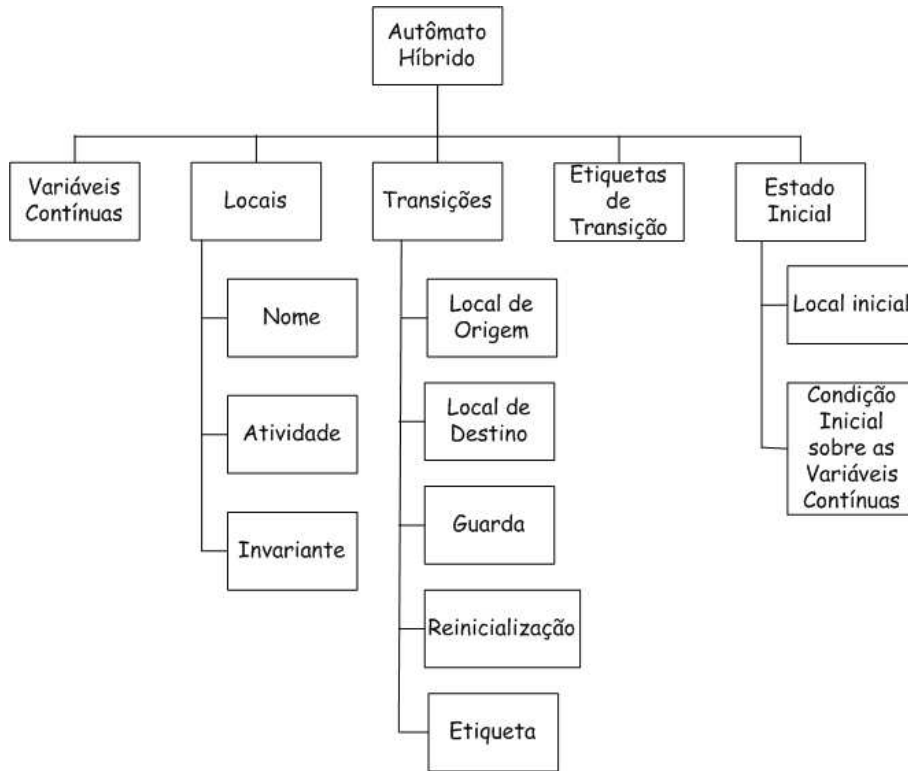 Autômato
Híbrido
Variáveis
Contínuas
Locais
Transições
Etiquetas
de
Transição
Estado
Inicial
Nome
Atividade
Invariante
Local de
Origem
Local de
Destino
Guarda
Reinicialização
Etiqueta
Local inicial
Condição
Inicial
sobre as
Variáveis
Contínuas